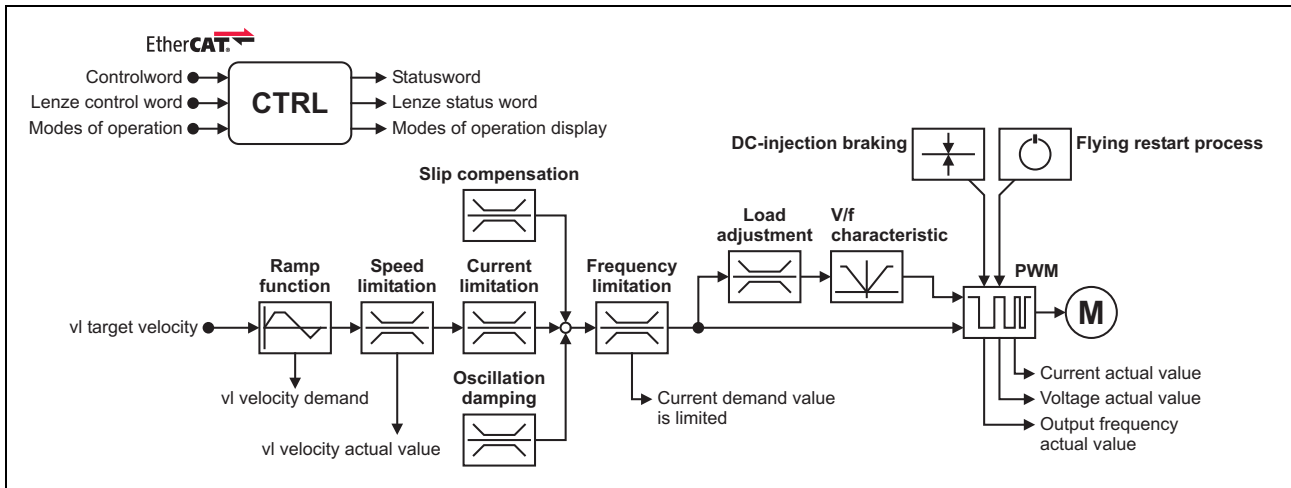 EtherCAT®
Controlword
Lenze control word
Modes of operation
CTRL
Statusword
Lenze status word
Modes of operation display
DC-injection braking
Flying restart process
Slip compensation
Load
adjustment
V/f
characteristic
Ramp
function
Speed
limitation
Current
limitation
Frequency
limitation
PWM
vl target velocity
M
vl velocity demand
vl velocity actual value
Oscillation
damping
Current demand value
is limited
Current actual value
Voltage actual value
Output frequency
actual value